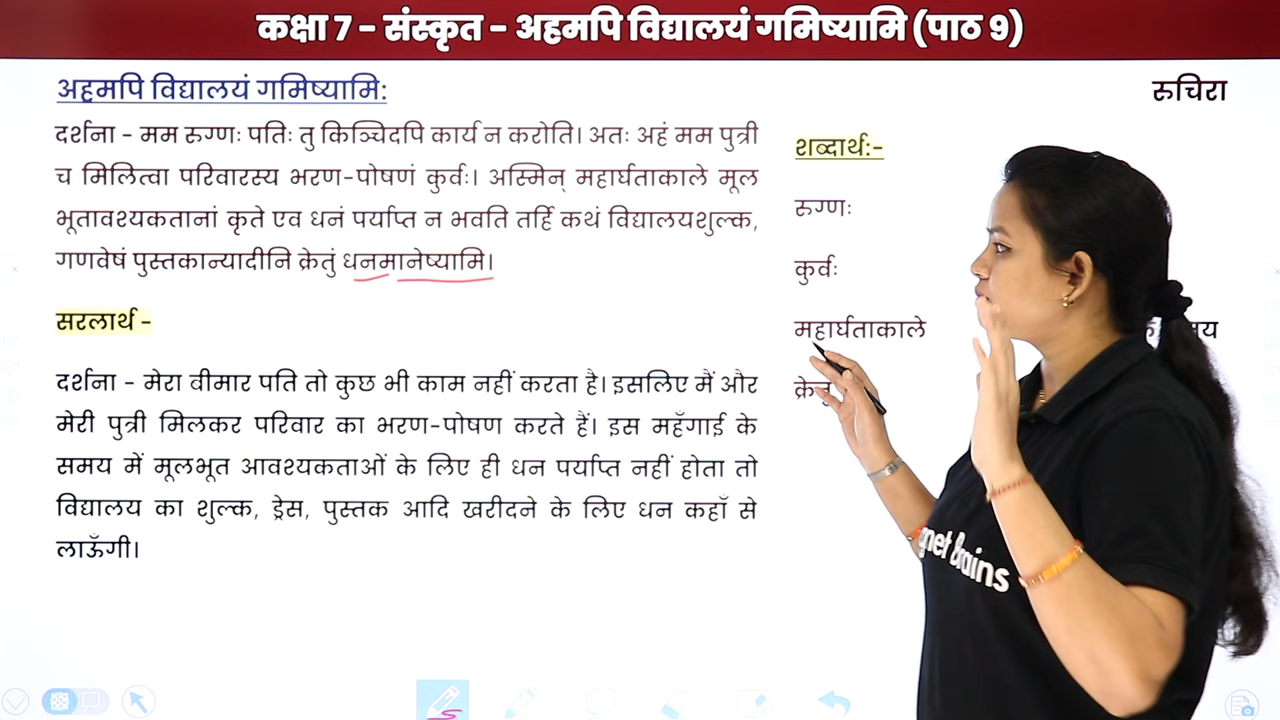 कक्षा 7 - संस्कृत - अहमपि विद्यालयं गमिष्यामि (पाठ 9)
अहमपि विद्यालयं गमिष्यामि:
रुचिरा
दर्शना - मम रुग्णः पतिः तु किञ्चिदपि कार्य न करोति। अतः अहं मम पुत्री
च मिलित्वा परिवारस्य भरण-पोषणं कुर्वः। अस्मिन् महार्घताकाले मूल
भूतावश्यकतानां कृते एव धनं पर्याप्त न भवति तर्हि कथं विद्यालयशुल्क,
गणवेषं पुस्तकान्यादीनि क्रेतुं धनमानेष्यामि।
सरलार्थ -
दर्शना - मेरा बीमार पति तो कुछ भी काम नहीं करता है। इसलिए मैं और
मेरी पुत्री मिलकर परिवार का भरण-पोषण करते हैं। इस महँगाई के
समय में मूलभूत आवश्यकताओं के लिए ही धन पर्याप्त नहीं होता तो
विद्यालय का शुल्क, ड्रेस, पुस्तक आदि खरीदने के लिए धन कहाँ से
लाऊँगी।
शब्दार्थ:-
रुग्णः
कुर्वः
महार्घताकाले